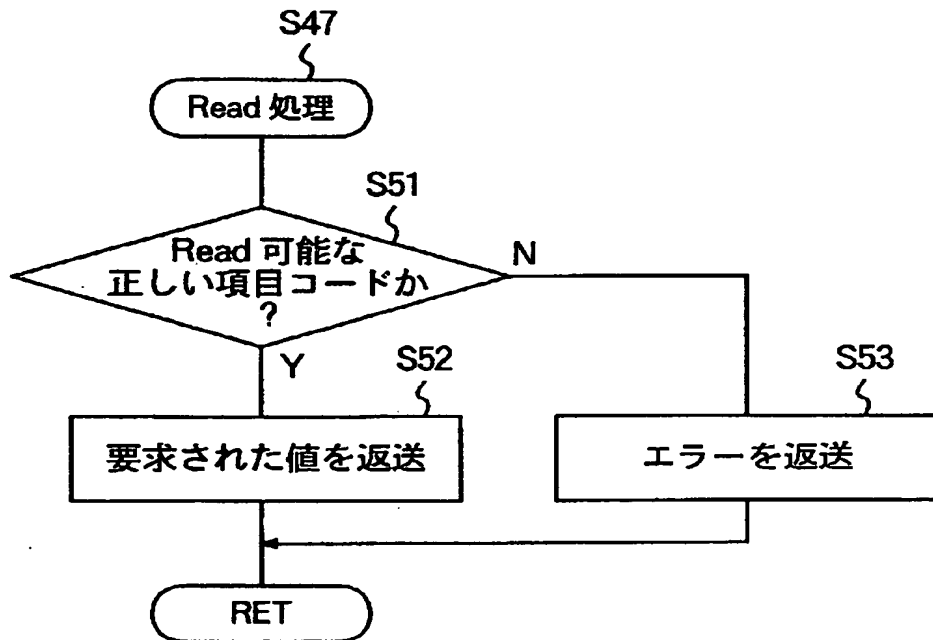 S47
Read 処理
S51
Read 可能な
正しい項目コードか
?
N
Y
S52
S53
要求された値を返送
エラーを返送
RET